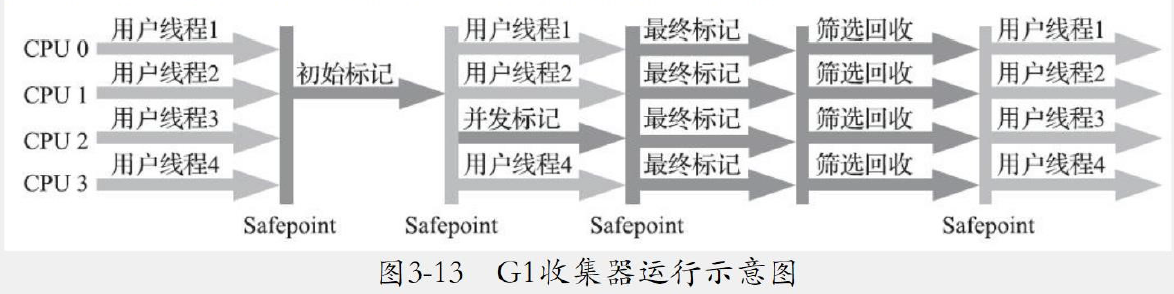 CPU 0 用户线程1 用户线程1 最终标记 筛选回收 用户线程1
CPU 1 用户线程2 初始标记 用户线程2 最终标记 筛选回收 用户线程2
CPU 2 用户线程3 并发标记 最终标记 筛选回收 用户线程3
CPU 3 用户线程4 用户线程4 最终标记 筛选回收 用户线程4
Safepoint Safepoint Safepoint Safepoint
图3-13 G1收集器运行示意图